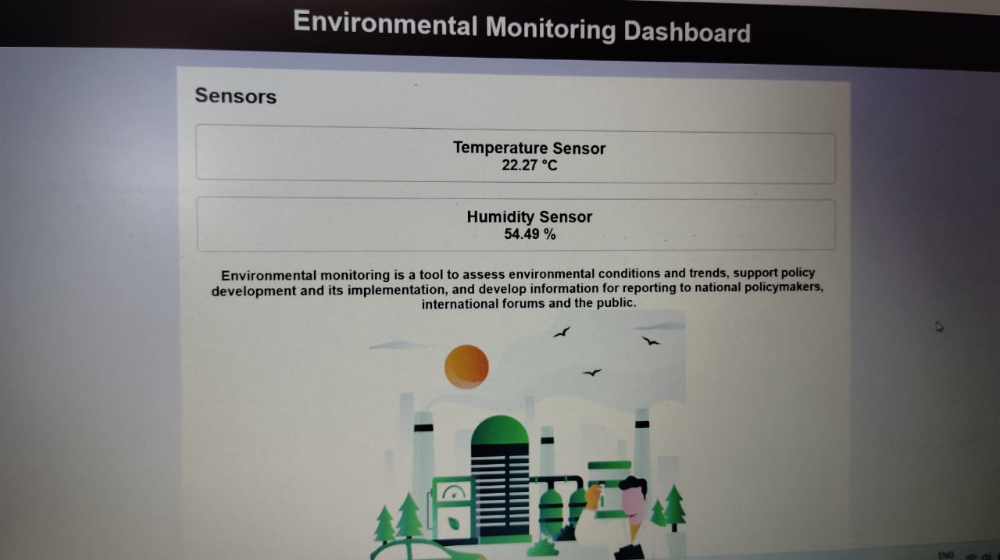 Environmental Monitoring Dashboard
Sensors
Temperature Sensor
22.27 °C
Humidity Sensor
54.49 %
Environmental monitoring is a tool to assess environmental conditions and trends, support policy
development and its implementation, and develop information for reporting to national policymakers,
international forums and the public.
ENG